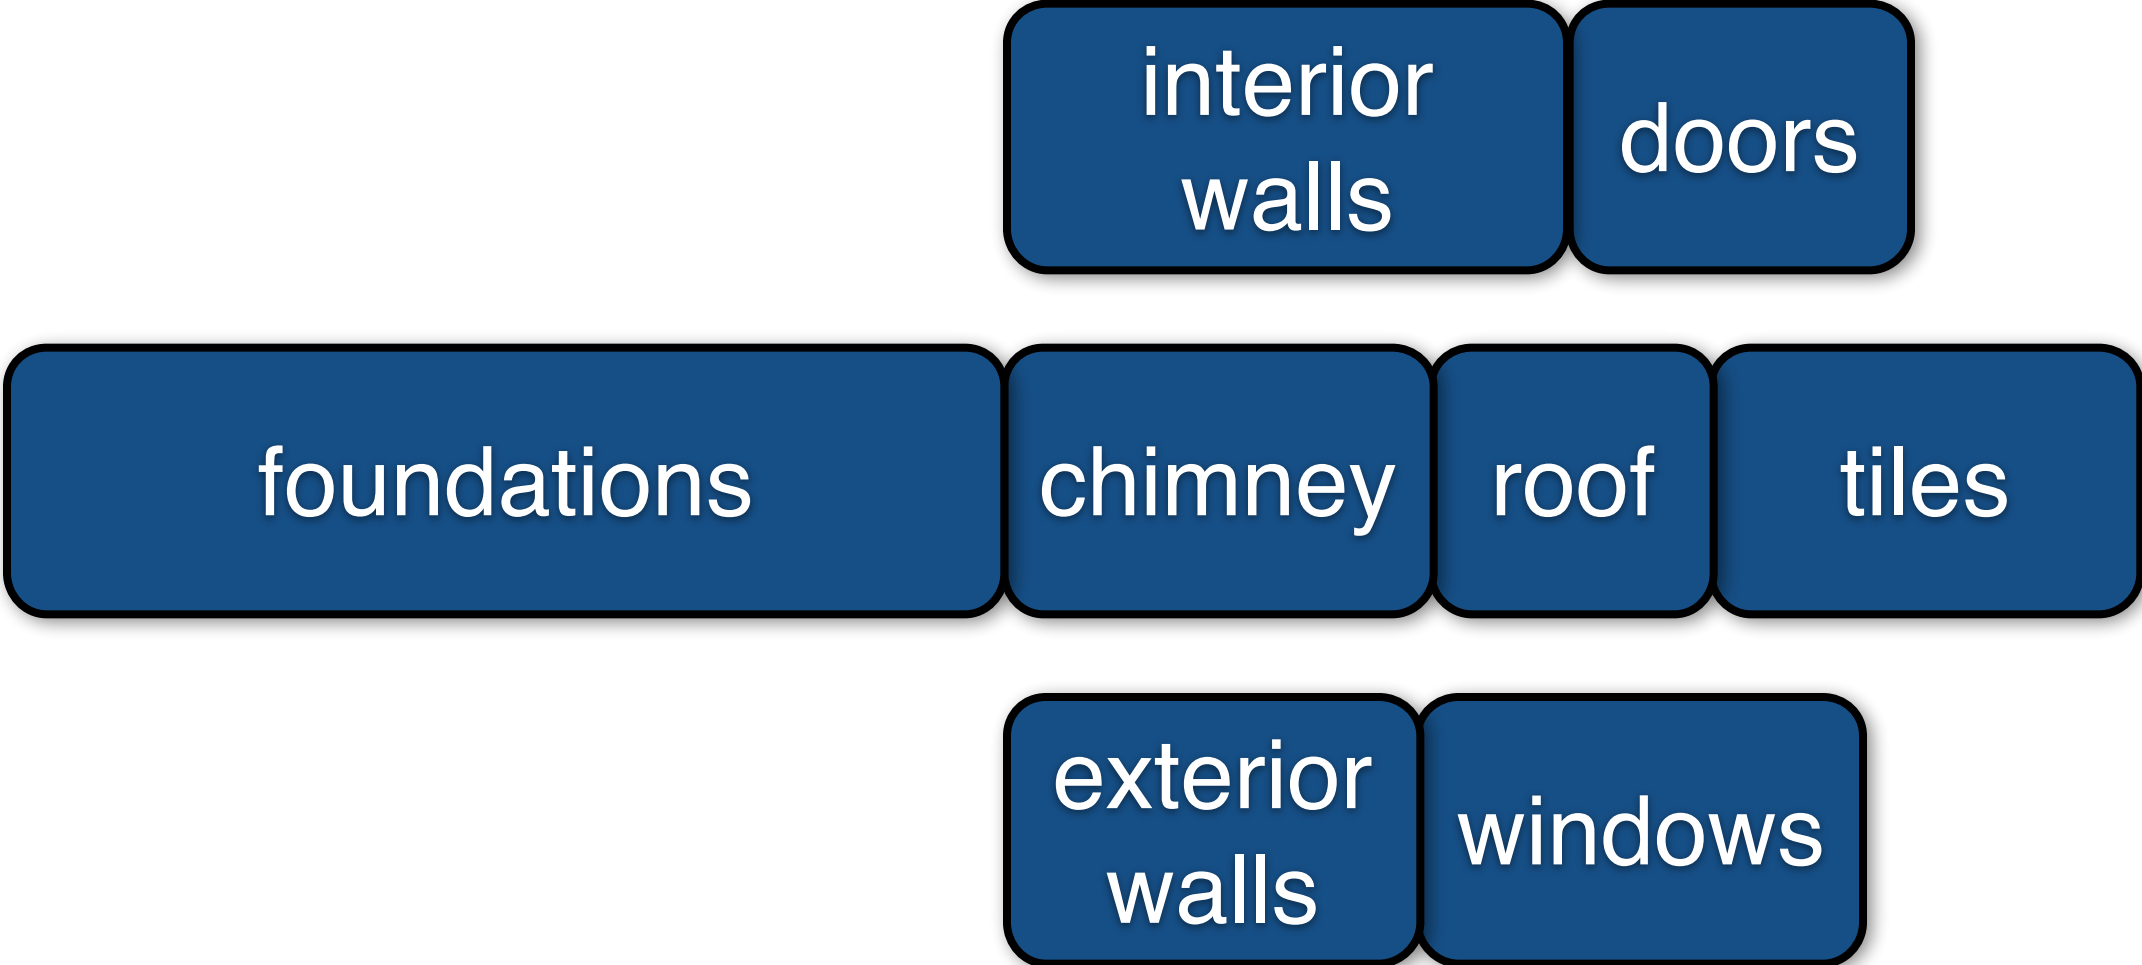 interior
walls
doors
foundations
chimney
roof
tiles
exterior
walls
windows